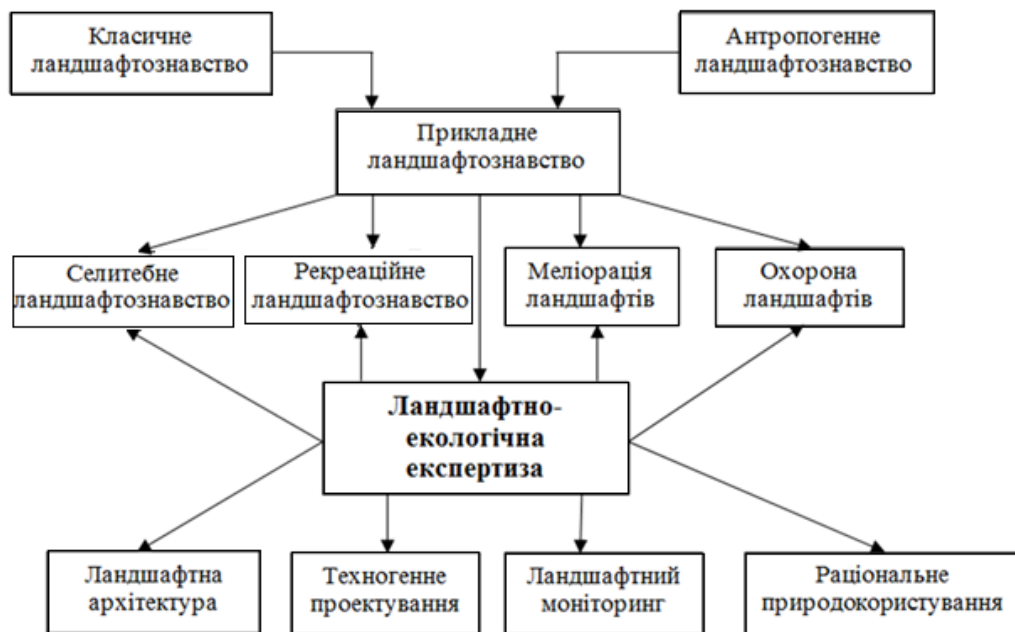 Класичне
ландшафтознавство
Антропогенне
ландшафтознавство
Прикладне
ландшафтознавство
Селитебне
ландшафтознавство
Рекреаційне
ландшафтознавство
Меліорація
ландшафтів
Охорона
ландшафтів
Ландшафтно-
екологічна
експертиза
Ландшафтна
архітектура
Техногенне
проектування
Ландшафтний
моніторинг
Раціональне
природокористування